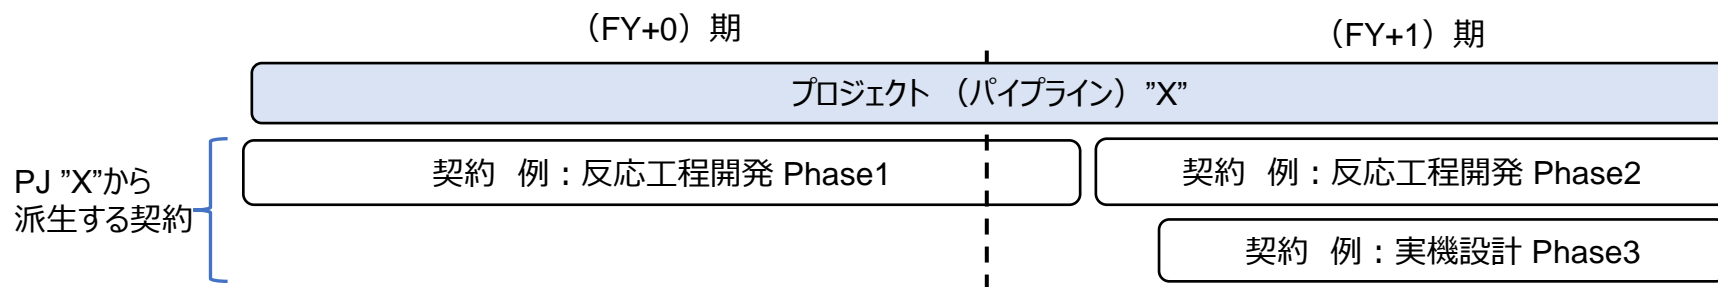 （FY+0）期
（FY+1）期
プロジェクト （パイプライン）”X”
PJ ”X”から
派生する契約
契約 例：反応工程開発 Phase1
契約 例：反応工程開発 Phase2
契約 例：実機設計 Phase3